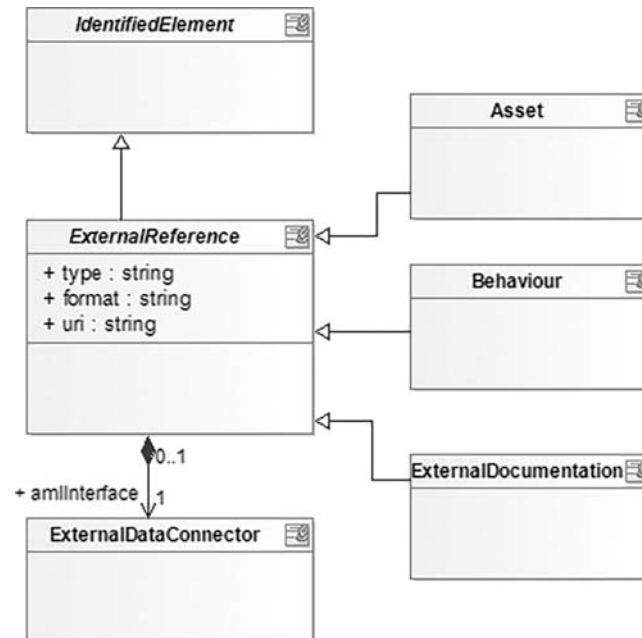 IdentifiedElement
Asset
ExternalReference
+ type : string
+ format : string
+ uri : string
Behaviour
0..1
+ amlInterface
1
ExternalDocumentation
ExternalDataConnector